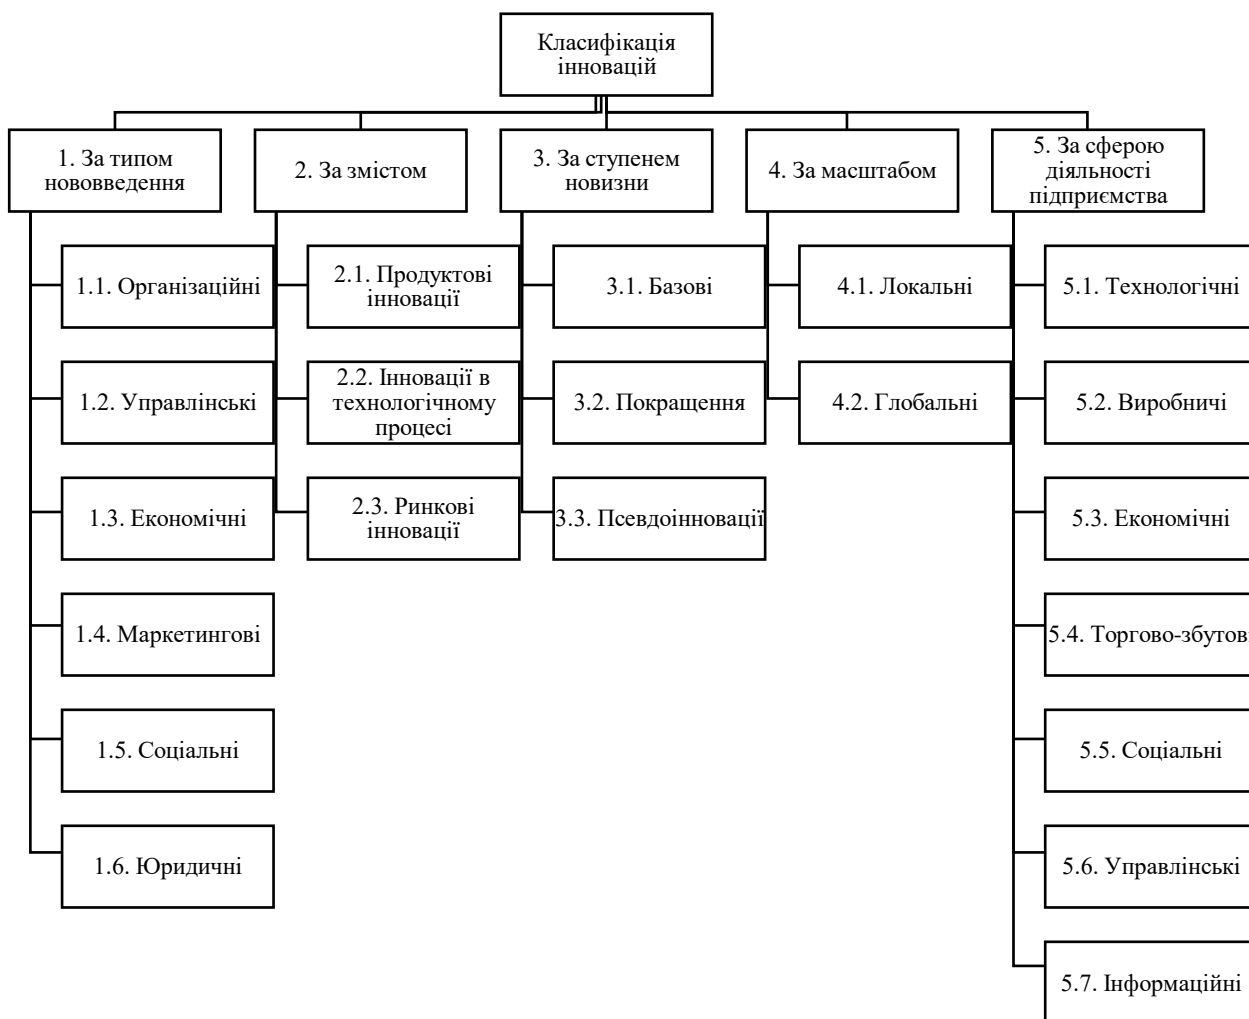 Класифікація
інновацій
1. За типом
нововведення
2. За змістом
3. За ступенем
новизни
4. За масштабом
5. За сферою
діяльності
підприємства
1.1. Організаційні
2.1. Продуктові
інновації
3.1. Базові
4.1. Локальні
5.1. Технологічні
1.2. Управлінські
2.2. Інновації в
технологічному
процесі
3.2. Покращення
4.2. Глобальні
5.2. Виробничі
1.3. Економічні
2.3. Ринкові
інновації
3.3. Псевдоінновації
5.3. Економічні
1.4. Маркетингові
5.4. Торгово-збутові
1.5. Соціальні
5.5. Соціальні
1.6. Юридичні
5.6. Управлінські
5.7. Інформаційні